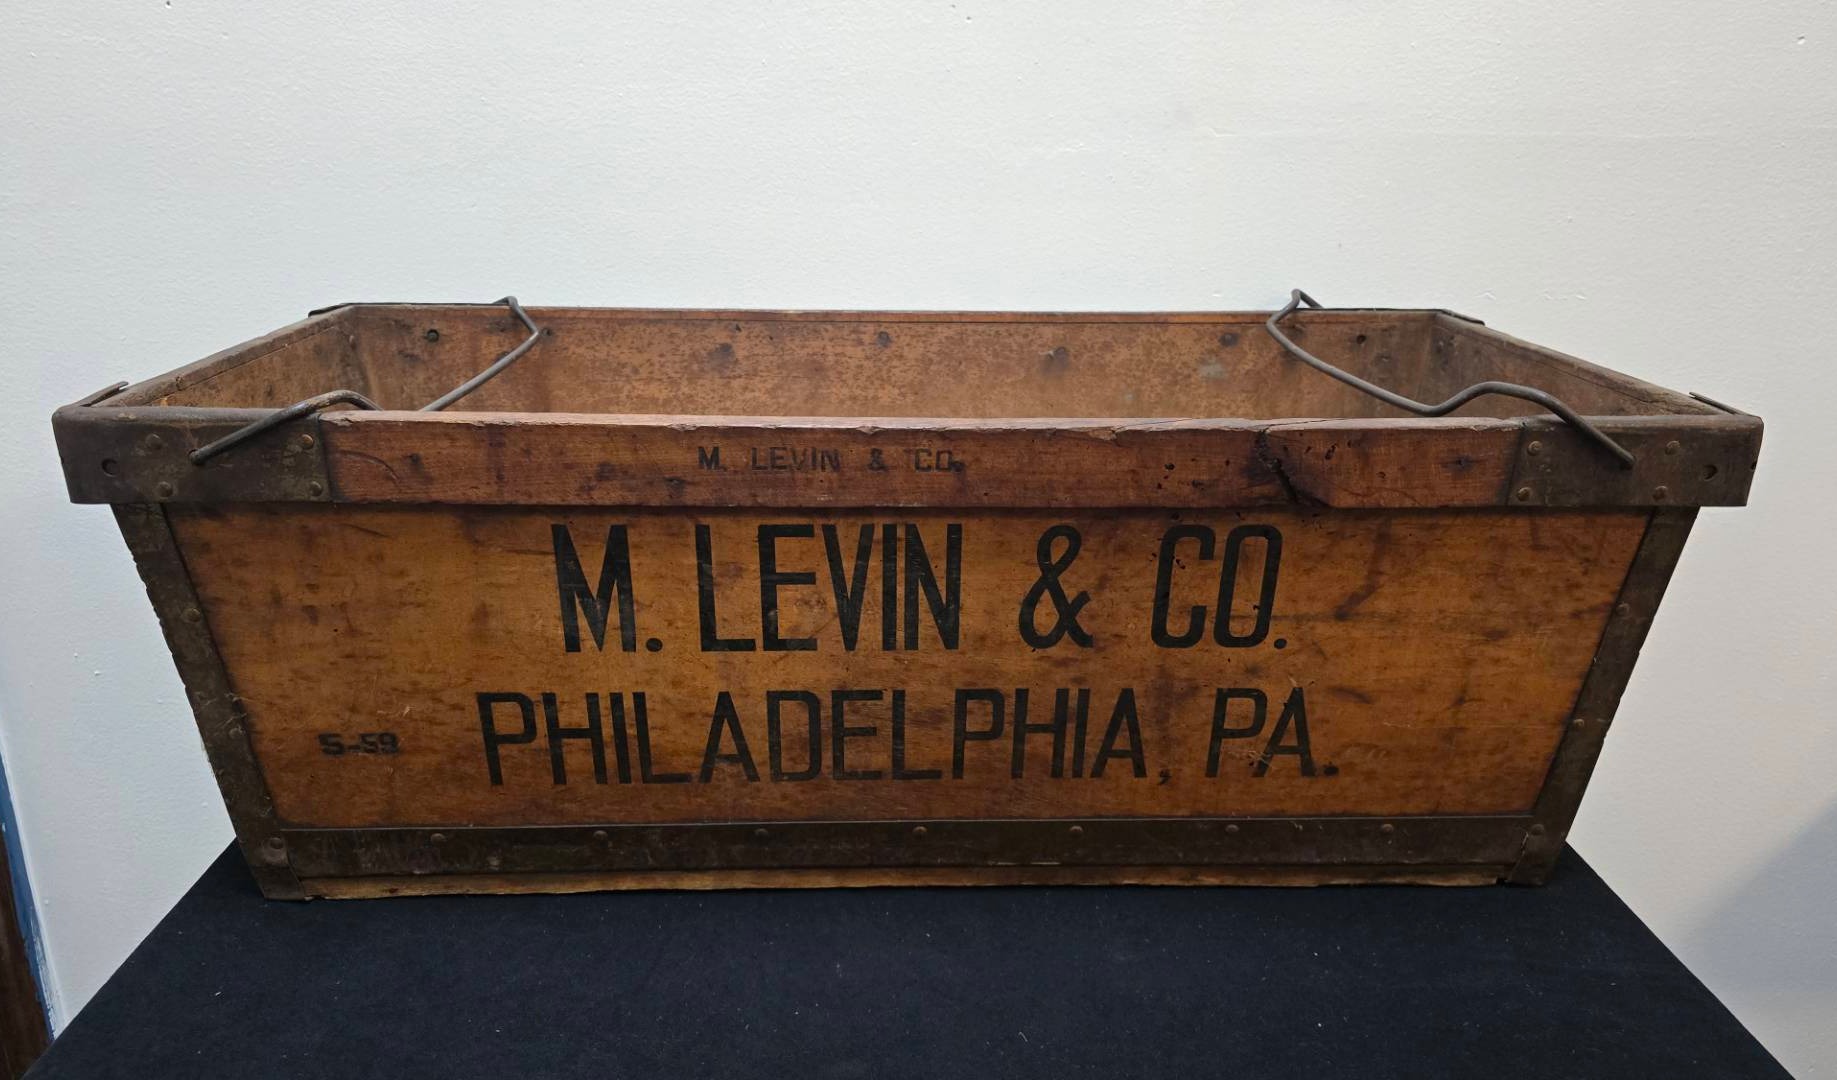 M. LEVIN & CO.
M. LEVIN & CO.
PHILADELPHIA, PA.
5-59